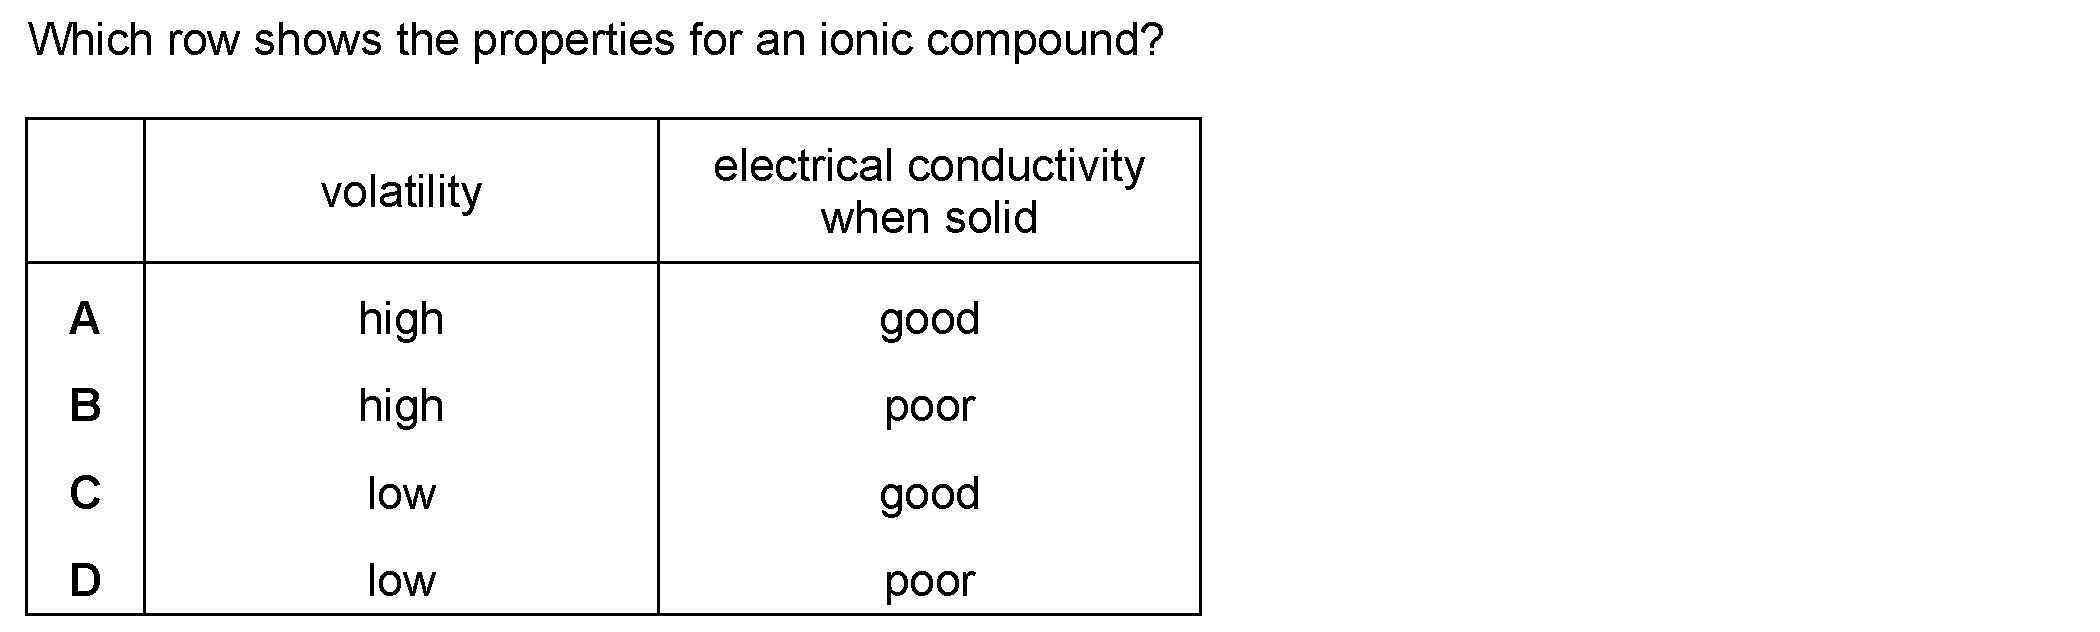 Which row shows the properties for an ionic compound?
volatility
electrical conductivity
when solid
A high good
B high poor
C low good
D low poor